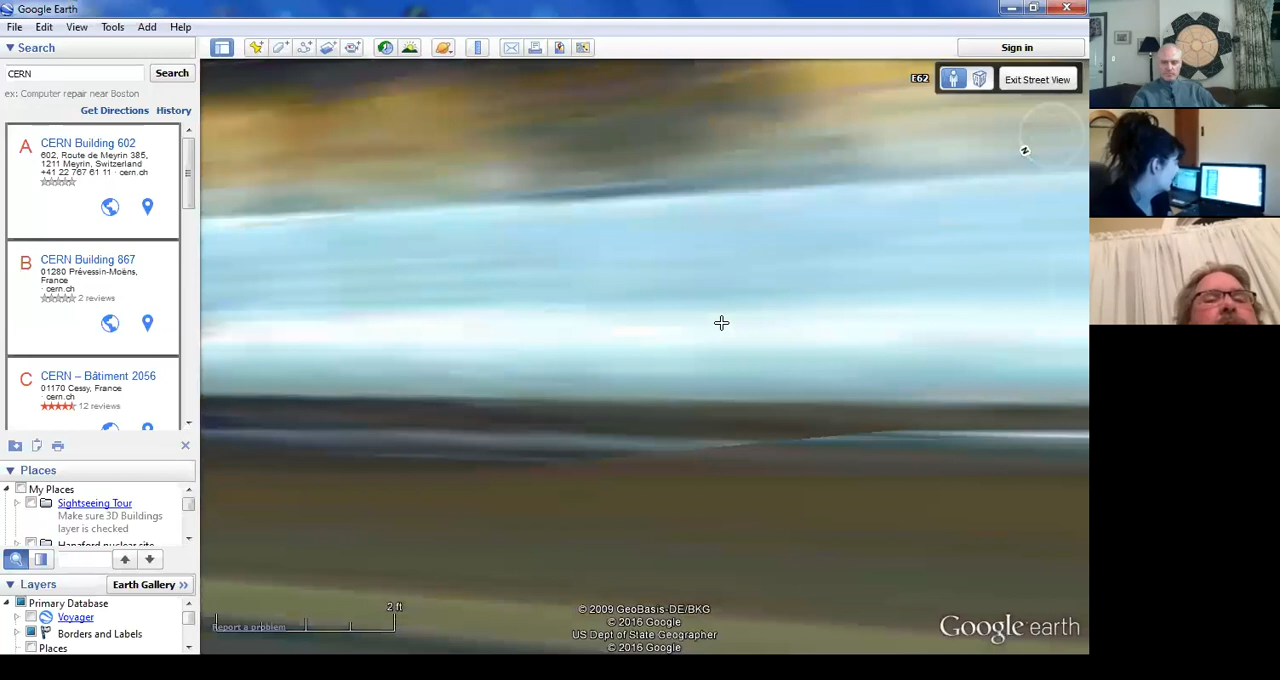 Google Earth
File Edit View Tools Add Help
Search
CERN
Search
ex: Computer repair near Boston
Get Directions History
A CERN Building 602
602, Route de Meyrin 385,
1211 Meyrin, Switzerland
+41 22 767 61 11 · cern.ch
B CERN Building 867
01280 Prévessin-Moëns,
France
· cern.ch
2 reviews
C CERN – Bâtiment 2056
01170 Cessy, France
· cern.ch
12 reviews
Places
My Places
Sightseeing Tour
Make sure 3D Buildings
layer is checked
Hanaford nuclear site
Layers
Earth Gallery >>
Primary Database
Voyager
Borders and Labels
Places
Sign in
E62
Exit Street View
N
2 ft
Report a problem
© 2009 GeoBasis-DE/BKG
© 2016 Google
US Dept of State Geographer
© 2016 Google
Google earth